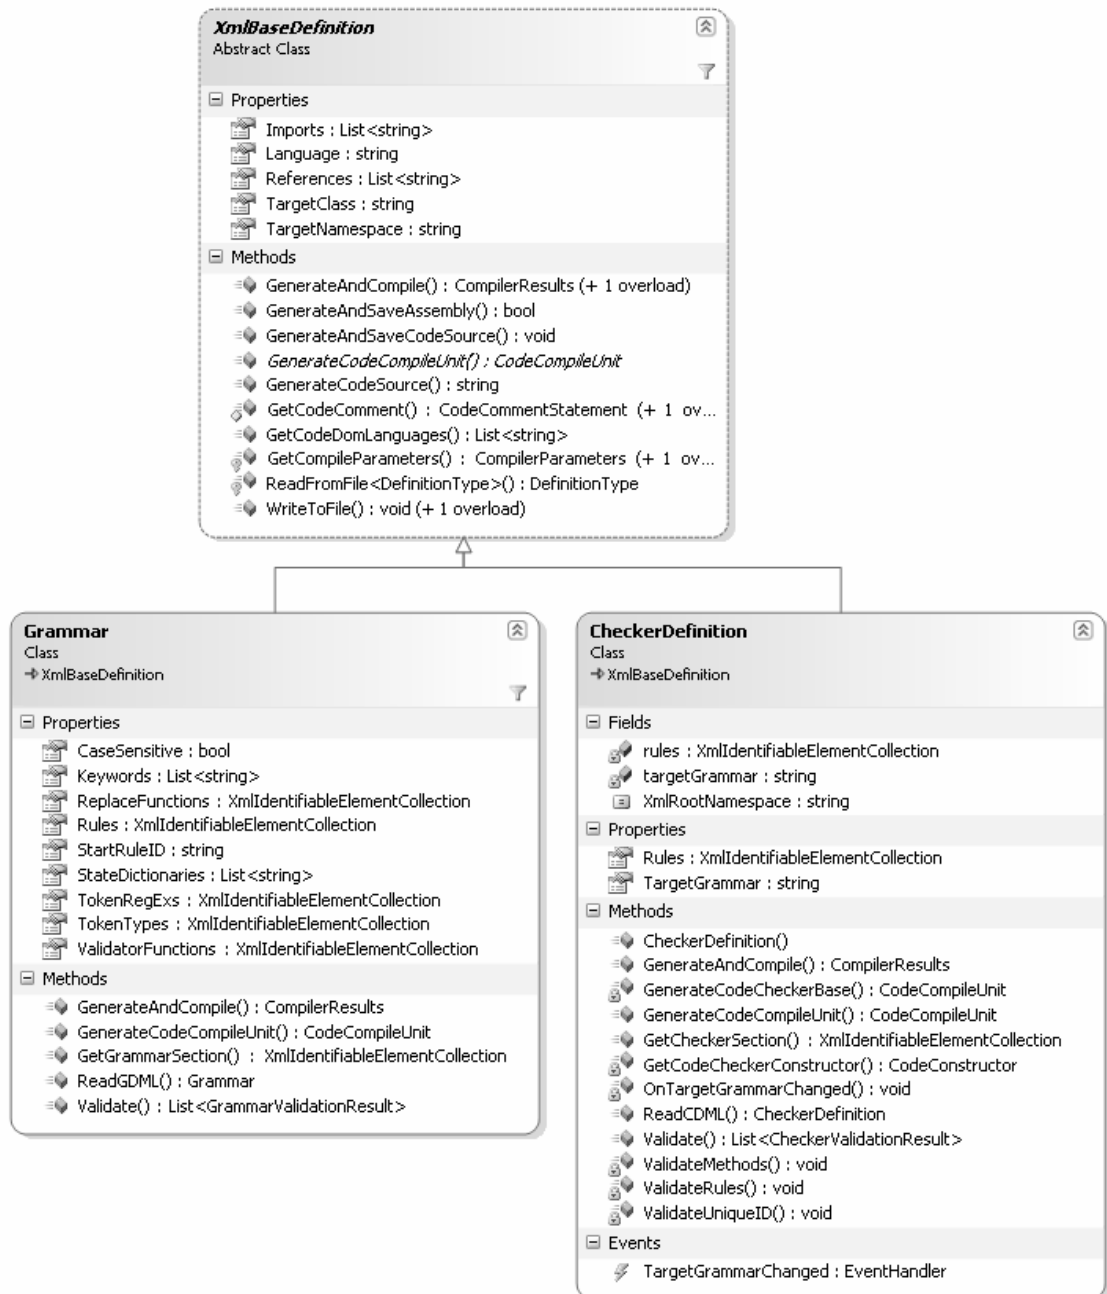 XmlBaseDefinition
Abstract Class
Properties
Imports : List<string>
Language : string
References : List<string>
TargetClass : string
TargetNamespace : string
Methods
GenerateAndCompile() : CompilerResults (+ 1 overload)
GenerateAndSaveAssembly() : bool
GenerateAndSaveCodeSource() : void
GenerateCodeCompileUnit() : CodeCompileUnit
GenerateCodeSource() : string
GetCodeComment() : CodeCommentStatement (+ 1 ov...
GetCodeDomLanguages() : List<string>
GetCompileParameters() : CompilerParameters (+ 1 ov...
ReadFromFile<DefinitionType>() : DefinitionType
WriteToFile() : void (+ 1 overload)
Grammar
Class
XmlBaseDefinition
Properties
CaseSensitive : bool
Keywords : List<string>
ReplaceFunctions : XmlIdentifiableElementCollection
Rules : XmlIdentifiableElementCollection
StartRuleID : string
StateDictionaries : List<string>
TokenRegExs : XmlIdentifiableElementCollection
TokenTypes : XmlIdentifiableElementCollection
ValidatorFunctions : XmlIdentifiableElementCollection
Methods
GenerateAndCompile() : CompilerResults
GenerateCodeCompileUnit() : CodeCompileUnit
GetGrammarSection() : XmlIdentifiableElementCollection
ReadGDML() : Grammar
Validate() : List<GrammarValidationResult>
CheckerDefinition
Class
XmlBaseDefinition
Fields
rules : XmlIdentifiableElementCollection
targetGrammar : string
XmlRootNamespace : string
Properties
Rules : XmlIdentifiableElementCollection
TargetGrammar : string
Methods
CheckerDefinition()
GenerateAndCompile() : CompilerResults
GenerateCodeCheckerBase() : CodeCompileUnit
GenerateCodeCompileUnit() : CodeCompileUnit
GetCheckerSection() : XmlIdentifiableElementCollection
GetCodeCheckerConstructor() : CodeConstructor
OnTargetGrammarChanged() : void
ReadCDML() : CheckerDefinition
Validate() : List<CheckerValidationResult>
ValidateMethods() : void
ValidateRules() : void
ValidateUniqueID() : void
Events
TargetGrammarChanged : EventHandler